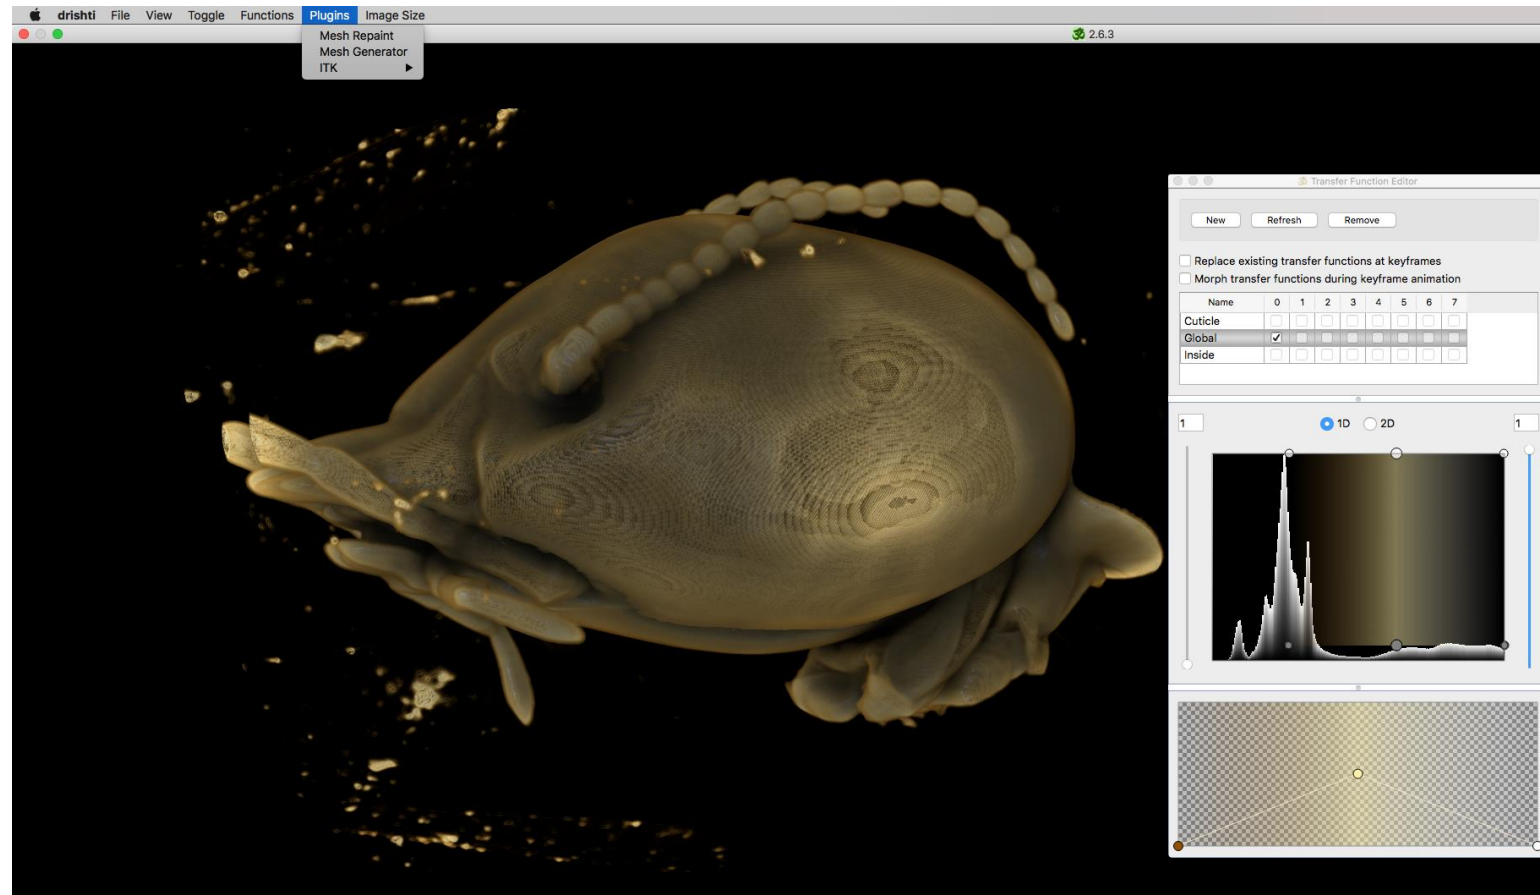 drishti File View Toggle Functions Plugins Image Size
2.6.3
Mesh Repaint
Mesh Generator
ITK
Transfer Function Editor
New Refresh Remove
Replace existing transfer functions at keyframes
Morph transfer functions during keyframe animation
Name 0 1 2 3 4 5 6 7
Cuticle
Global
Inside
1 1D 2D 1